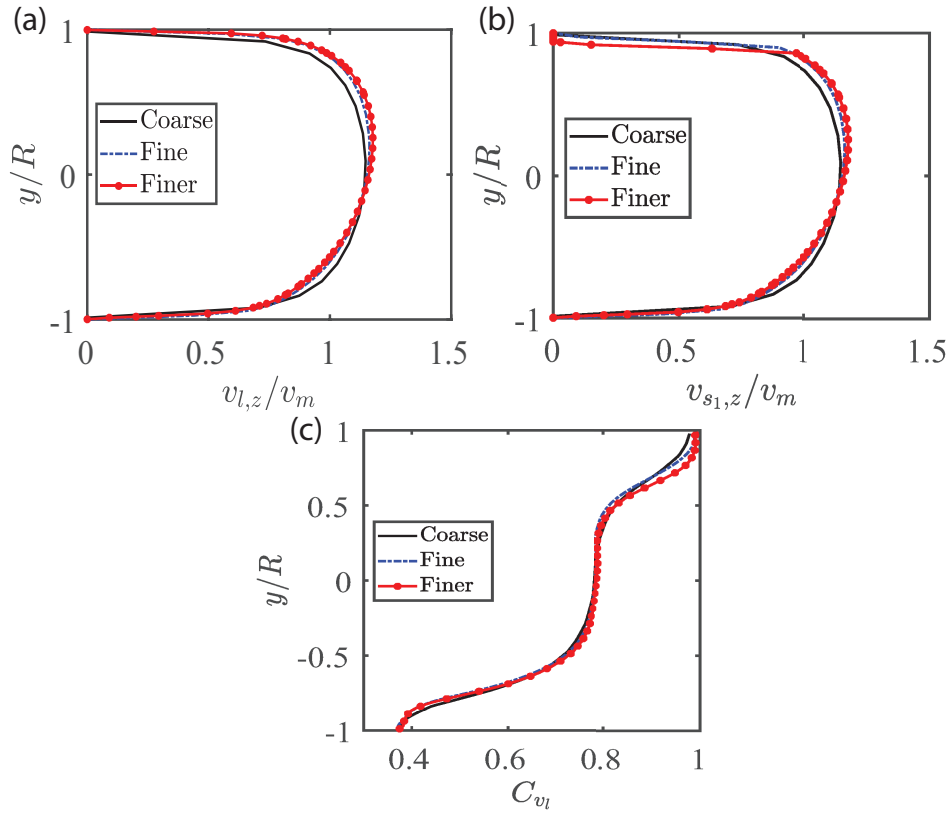 (a)
1
0
-1
y/R
Coarse
Fine
Finer
0 0.5 1 1.5
v_{l,z}/v_m
(b)
1
0
-1
y/R
Coarse
Fine
Finer
0 0.5 1 1.5
v_{s_1,z}/v_m
(c)
1
0.5
0
-0.5
-1
y/R
Coarse
Fine
Finer
0.4 0.6 0.8 1
C_{v_l}